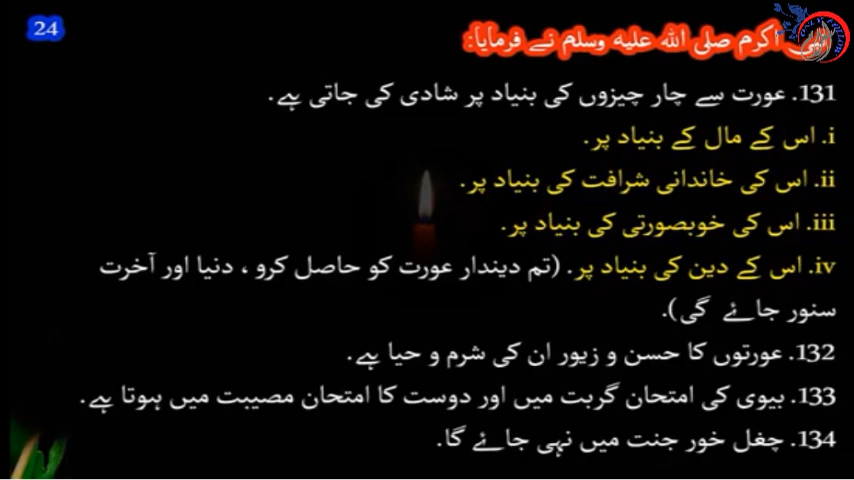 24
اکرم صلی اللہ علیہ وسلم نے فرمایا:
131. عورت سے چار چیزوں کی بنیاد پر شادی کی جاتی ہے۔
i. اس کے مال کے بنیاد پر۔
ii. اس کی خاندانی شرافت کی بنیاد پر۔
iii. اس کی خوبصورتی کی بنیاد پر۔
iv. اس کے دین کی بنیاد پر۔ (تم دیندار عورت کو حاصل کرو ، دنیا اور آخرت
سنور جائے گی)۔
132. عورتوں کا حسن و زیور ان کی شرم و حیا ہے۔
133. بیوی کی امتحان گربت میں اور دوست کا امتحان مصیبت میں ہوتا ہے۔
134. چغل خور جنت میں نہی جائے گا۔